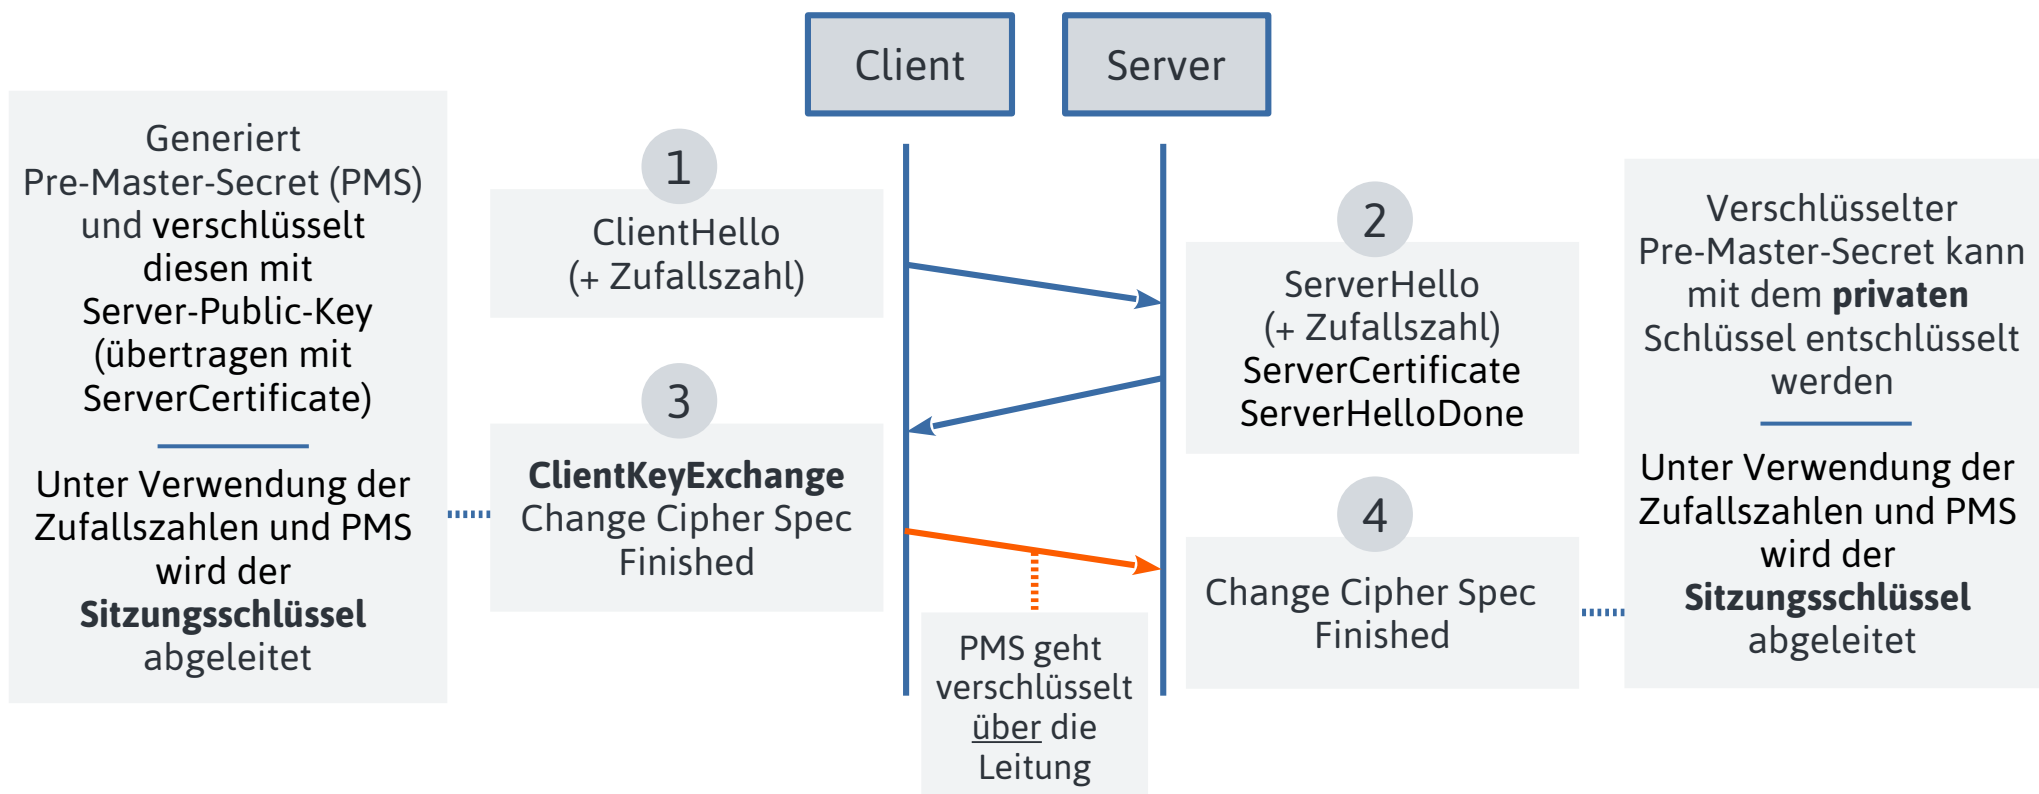 Client
Server
Generiert
Pre-Master-Secret (PMS)
und verschlüsselt
diesen mit
Server-Public-Key
(übertragen mit
ServerCertificate)
Unter Verwendung der
Zufallszahlen und PMS
wird der
Sitzungsschlüssel
abgeleitet
1
ClientHello
(+ Zufallszahl)
2
ServerHello
(+ Zufallszahl)
ServerCertificate
ServerHelloDone
3
ClientKeyExchange
Change Cipher Spec
Finished
PMS geht
verschlüsselt
über die
Leitung
4
Change Cipher Spec
Finished
Verschlüsselter
Pre-Master-Secret kann
mit dem privaten
Schlüssel entschlüsselt
werden
Unter Verwendung der
Zufallszahlen und PMS
wird der
Sitzungsschlüssel
abgeleitet